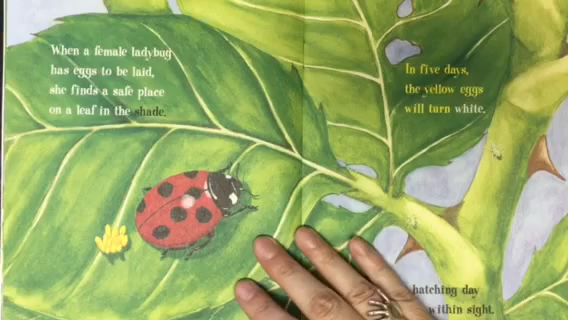 When a female ladybug
has eggs to be laid,
she finds a safe place
on a leaf in the shade.
In five days,
the yellow eggs
will turn white.
hatching day
within sight.